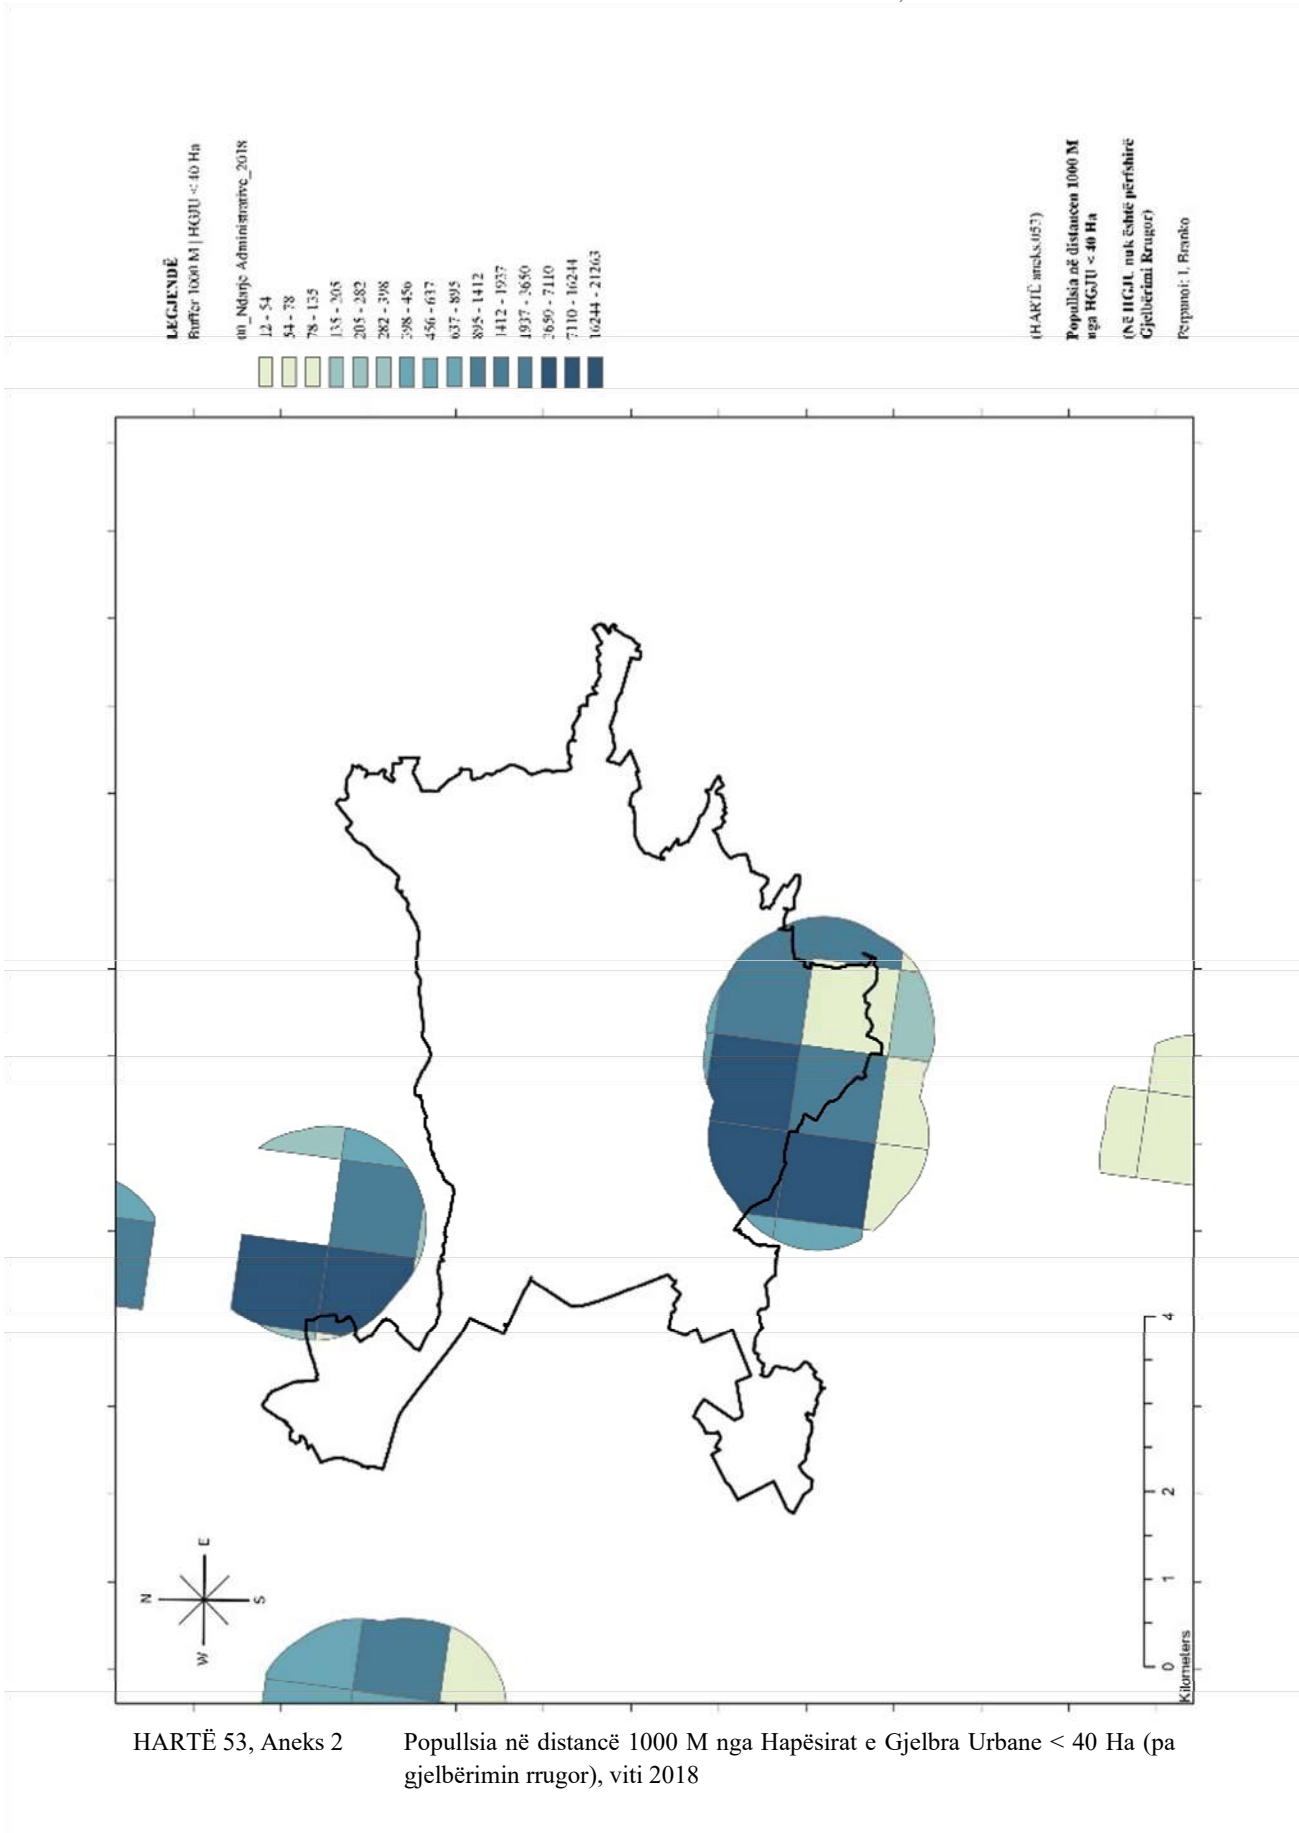 LEGJENDË
Buffer 1000 M | HGJU < 40 Ha
00_Ndarje Administrative_2018
12 - 54
54 - 78
78 - 135
135 - 205
205 - 282
282 - 398
398 - 456
456 - 637
637 - 895
895 - 1412
1412 - 1937
1937 - 3650
3650 - 7110
7110 - 16244
16244 - 21263
(HARTË aneks.053)
Popullsia në distancen 1000 M
nga HGJU < 40 Ha
(Në HGJU nuk është përfshirë
Gjelbërimi Rrugor)
Perpunoi: I. Branko
N
E
S
W
0
1
2
4
Kilometers
HARTË 53, Aneks 2
Popullsia në distancë 1000 M nga Hapësirat e Gjelbra Urbane < 40 Ha (pa
gjelbërimin rrugor), viti 2018